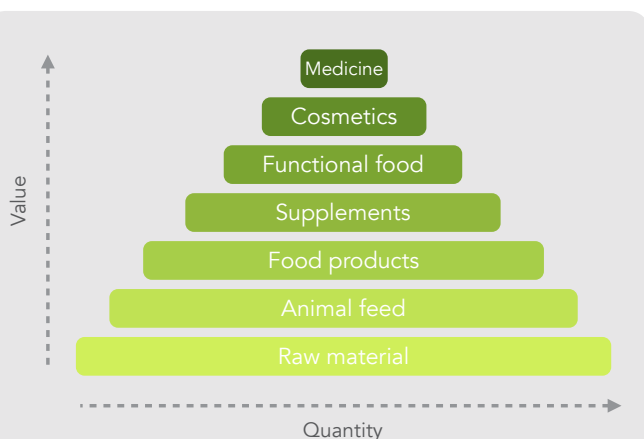 Medicine
Cosmetics
Functional food
Supplements
Food products
Animal feed
Raw material
Value
Quantity